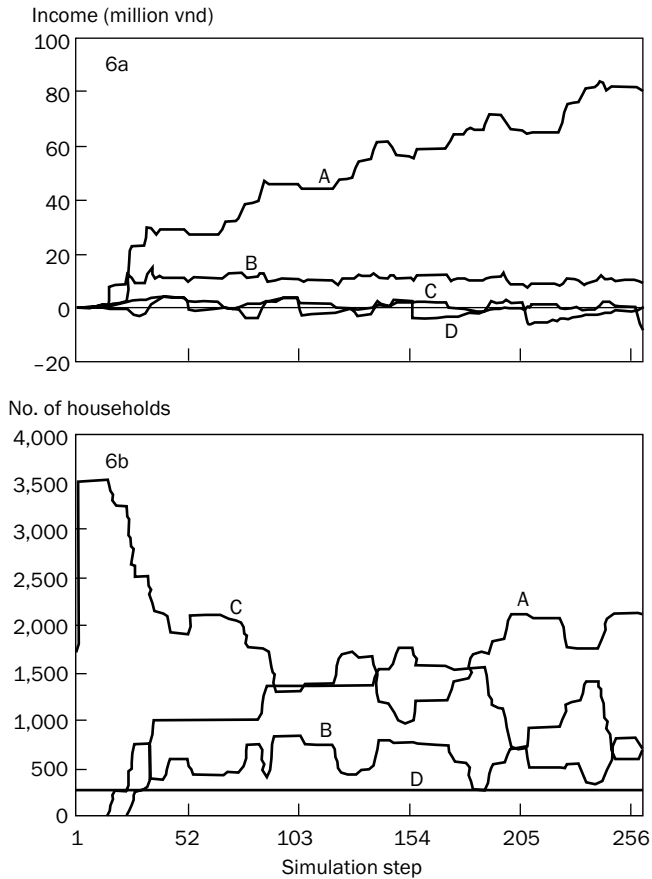 Income (million vnd)
100
6a
80
60
A
40
20
B
C
0
D
–20
No. of households
4,000
6b
3,500
3,000
2,500
C
A
2,000
1,500
1,000
B
500
D
0
1 52 103 154 205 256
Simulation step